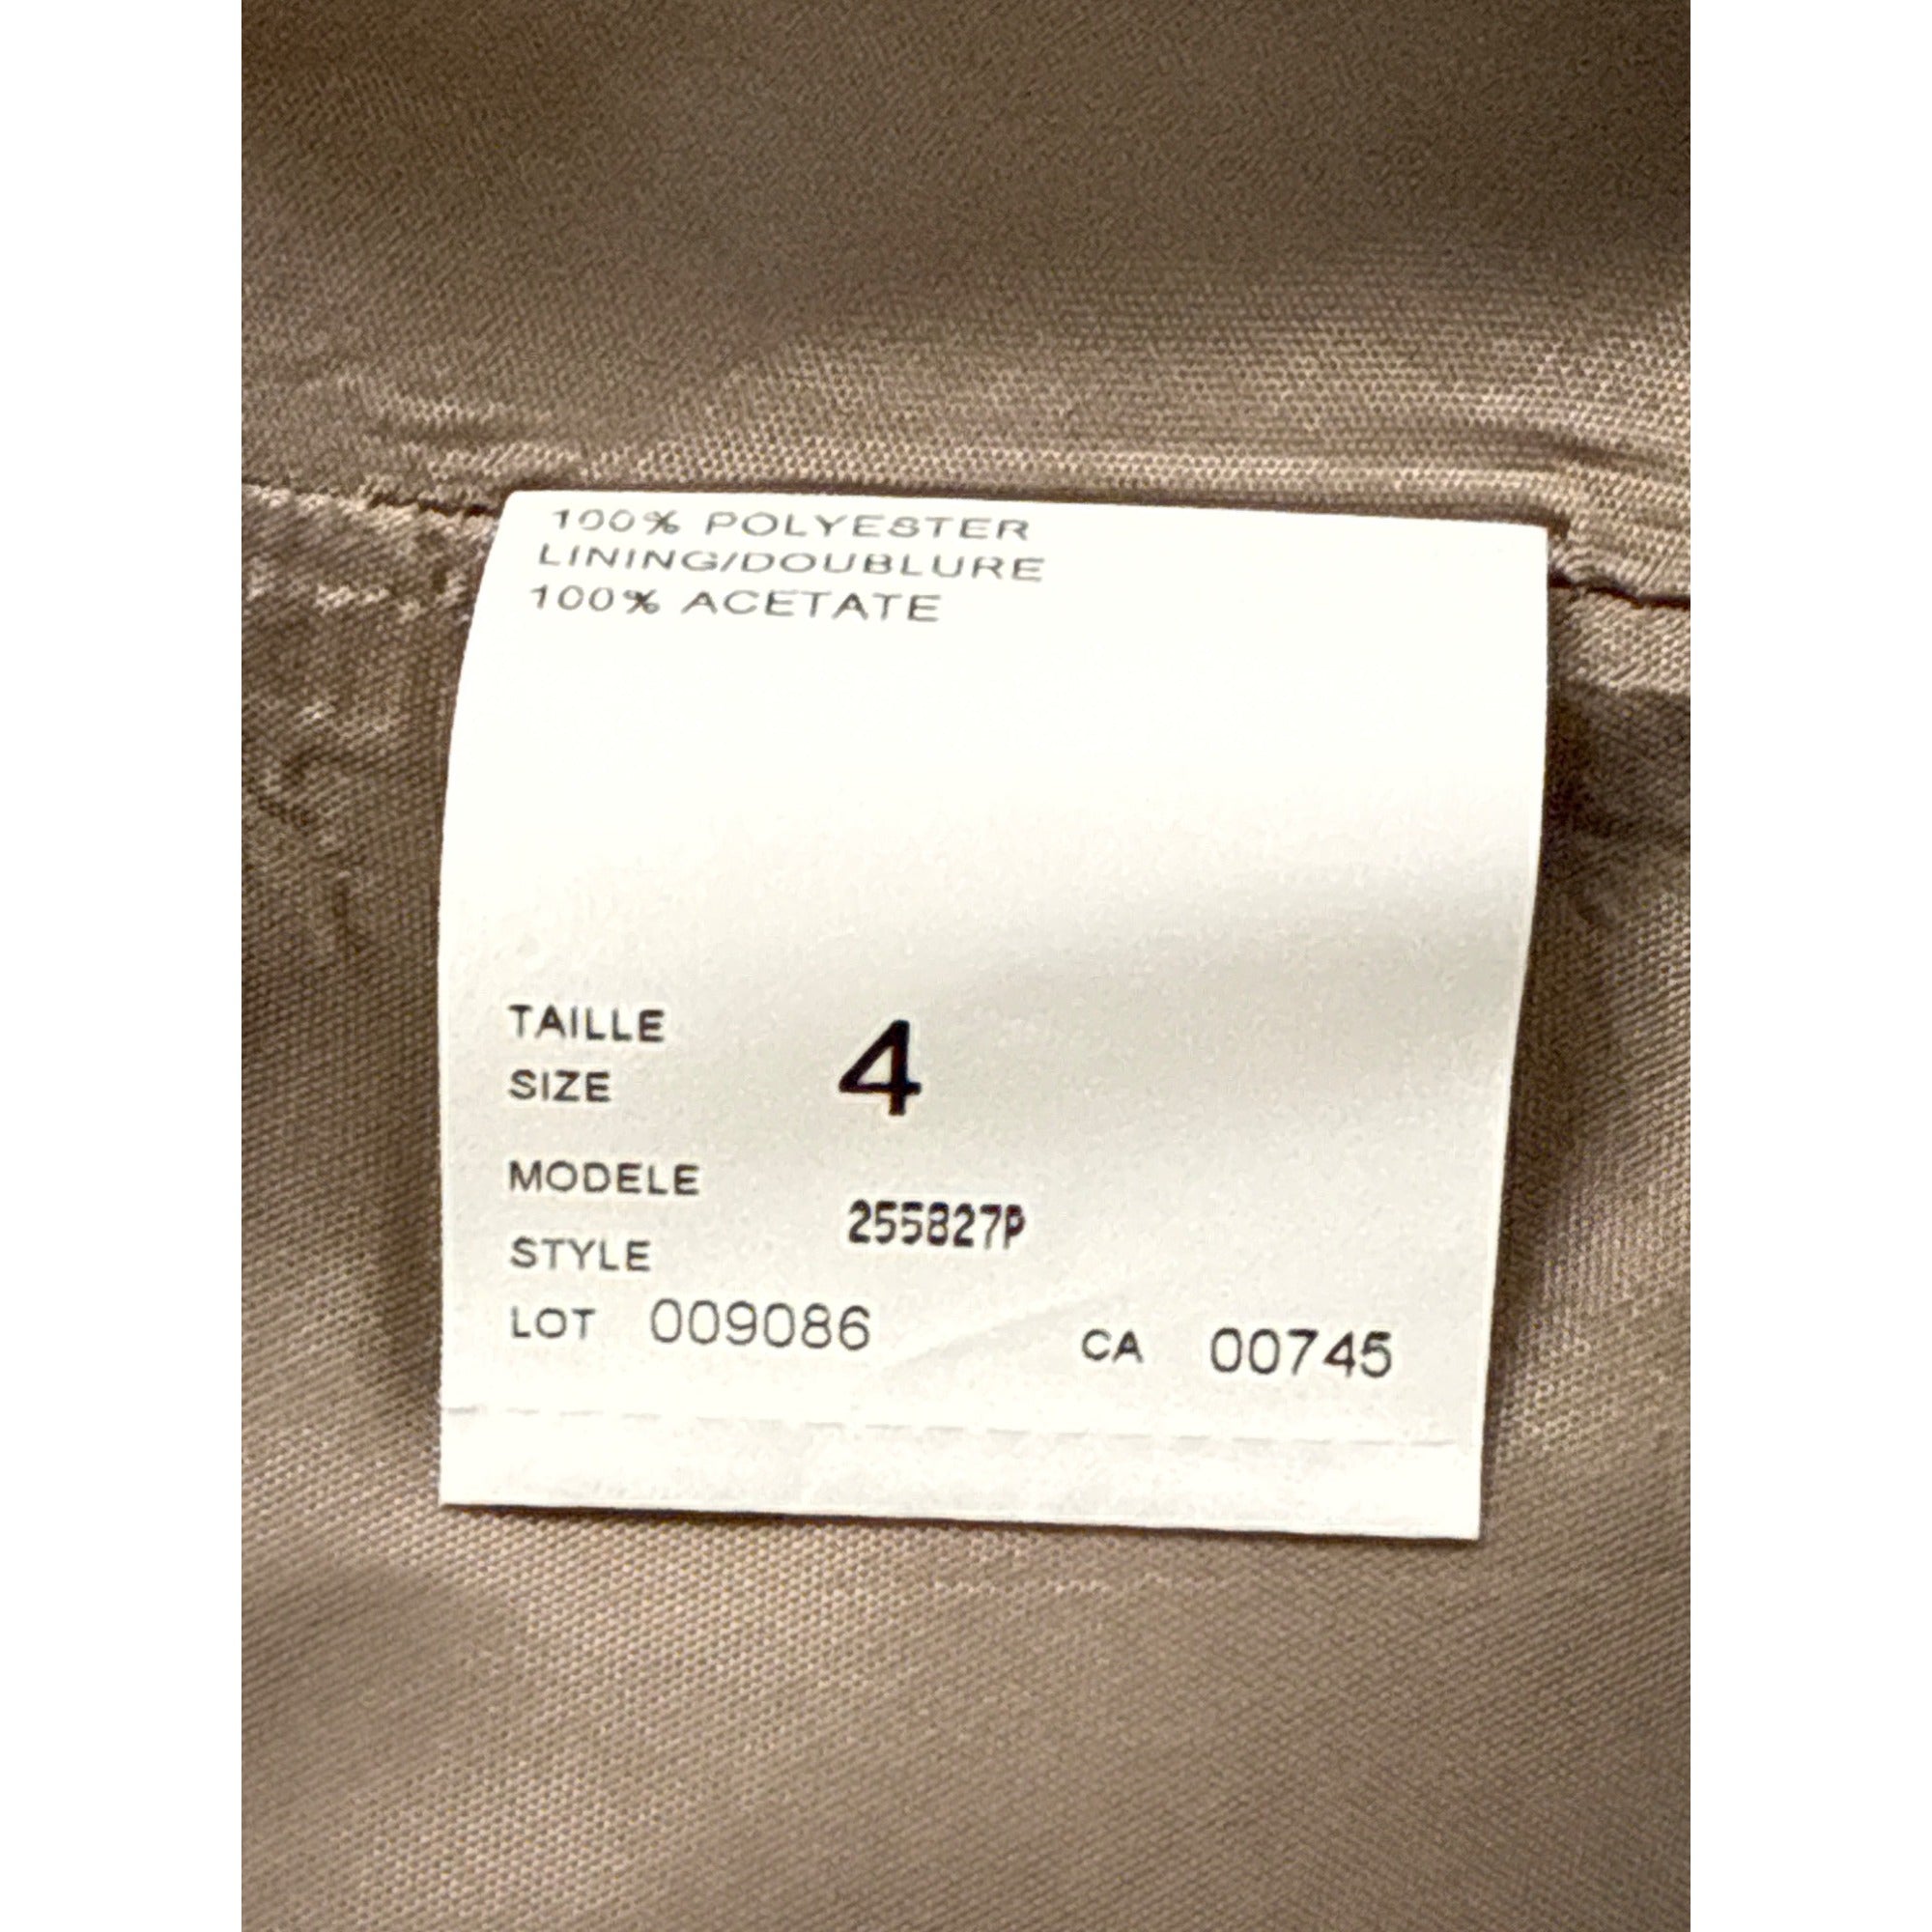 100% POLYESTER
LINING/DOUBLURE
100% ACETATE
TAILLE
SIZE 4
MODELE
STYLE 255827P
LOT 009086 CA 00745